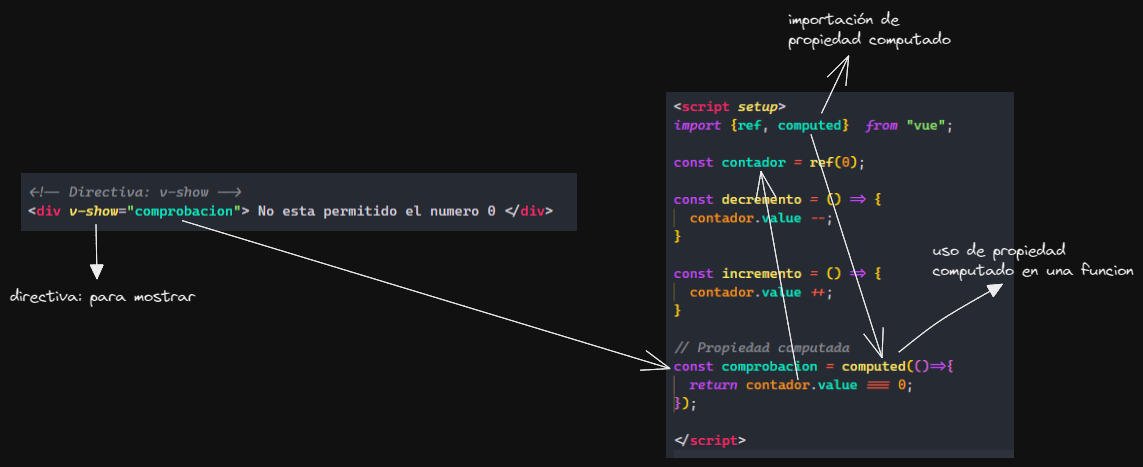 importación de
propiedad computado
<!-- Directiva: v-show -->
<div v-show="comprobacion"> No esta permitido el numero 0 </div>
directiva: para mostrar
<script setup>
import {ref, computed}  from "vue";
const contador = ref(0);
const decremento = () => {
  contador.value --;
}
const incremento = () => {
  contador.value ++;
}
// Propiedad computada
const comprobacion = computed(()=>{
  return contador.value === 0;
});
</script>
uso de propiedad
computado en una funcion